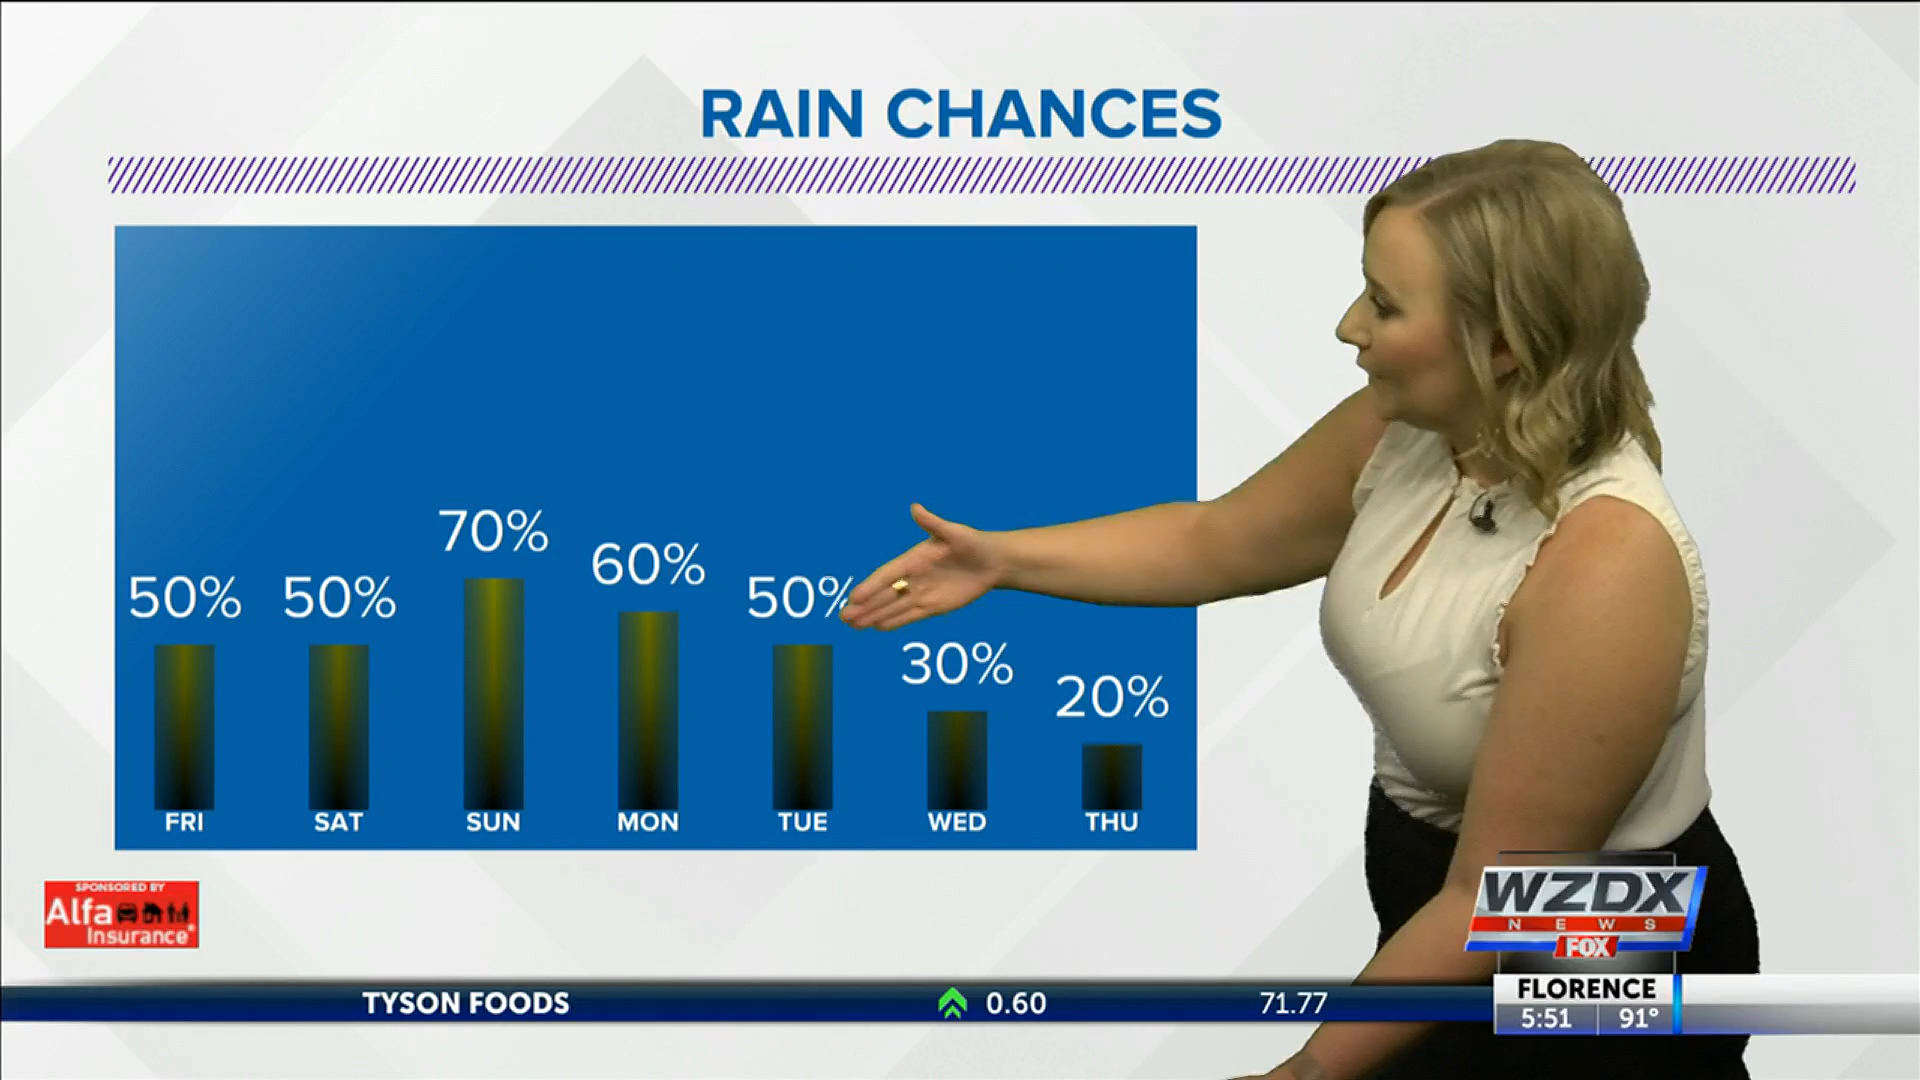 RAIN CHANCES
50% 50% 70% 60% 50% 30% 20%
FRI SAT SUN MON TUE WED THU
SPONSORED BY
Alfa
Insurance®
WZDX
NEWS
FOX
TYSON FOODS 0.60 71.77
FLORENCE
5:51 91°